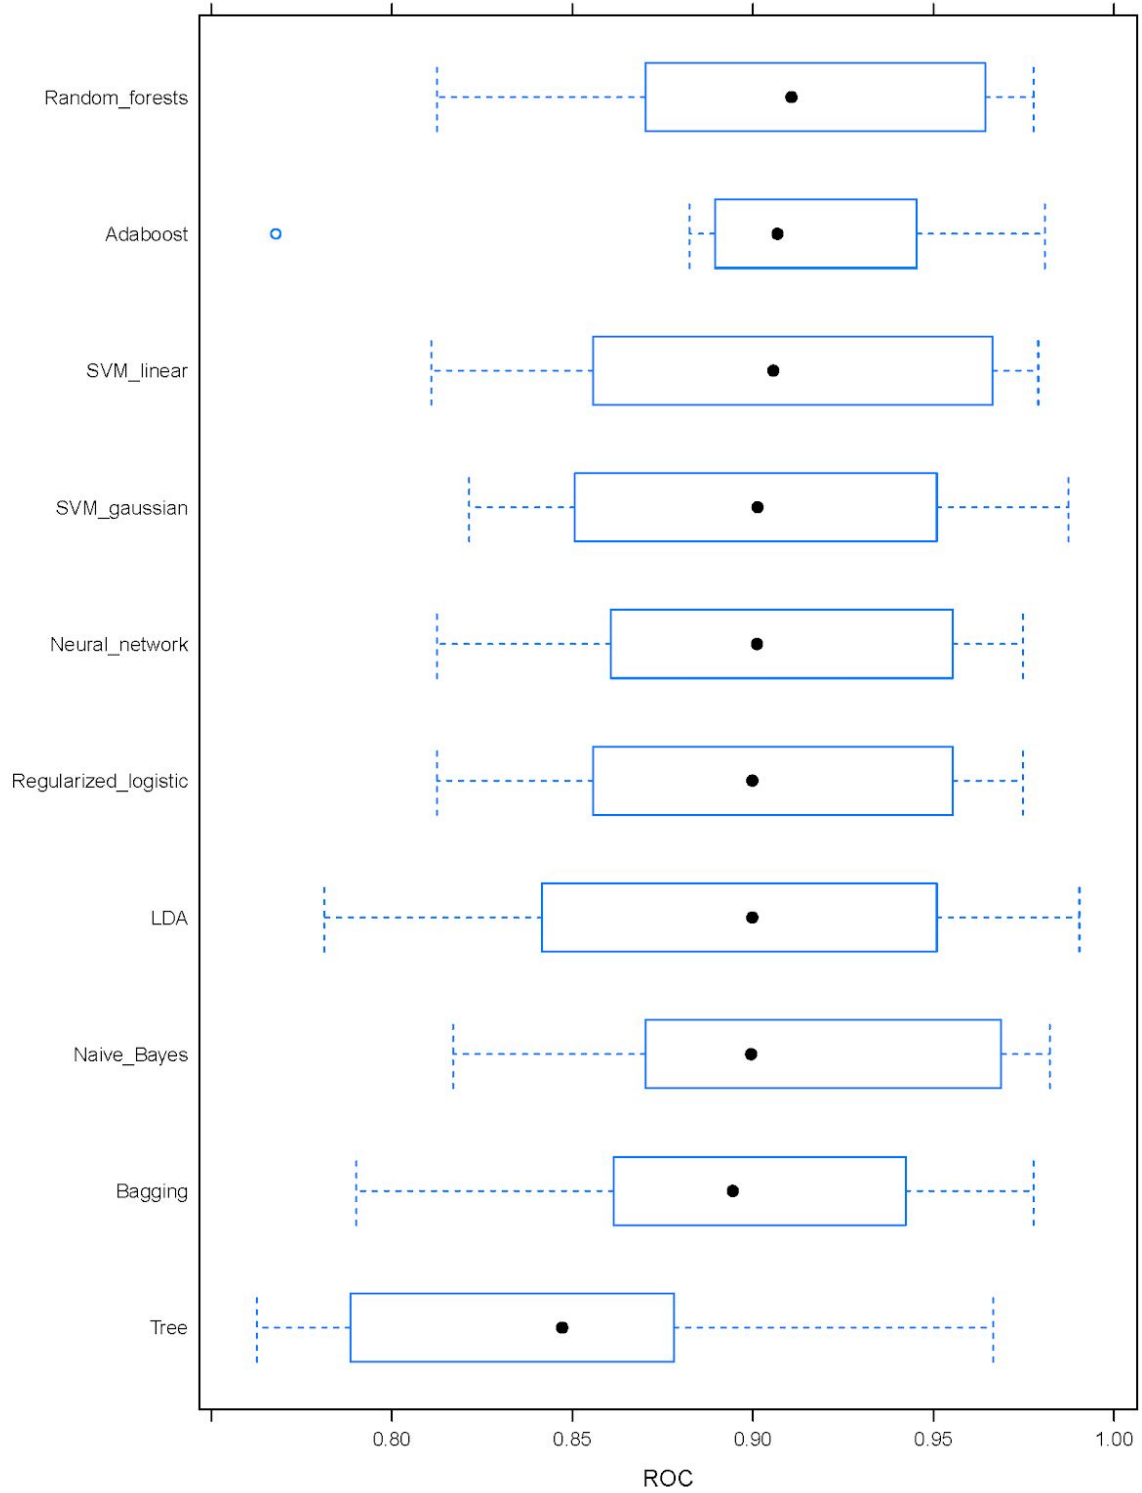 Random_forests
Adaboost
SVM_linear
SVM_gaussian
Neural_network
Regularized_logistic
LDA
Naive_Bayes
Bagging
Tree
0.80 0.85 0.90 0.95 1.00
ROC